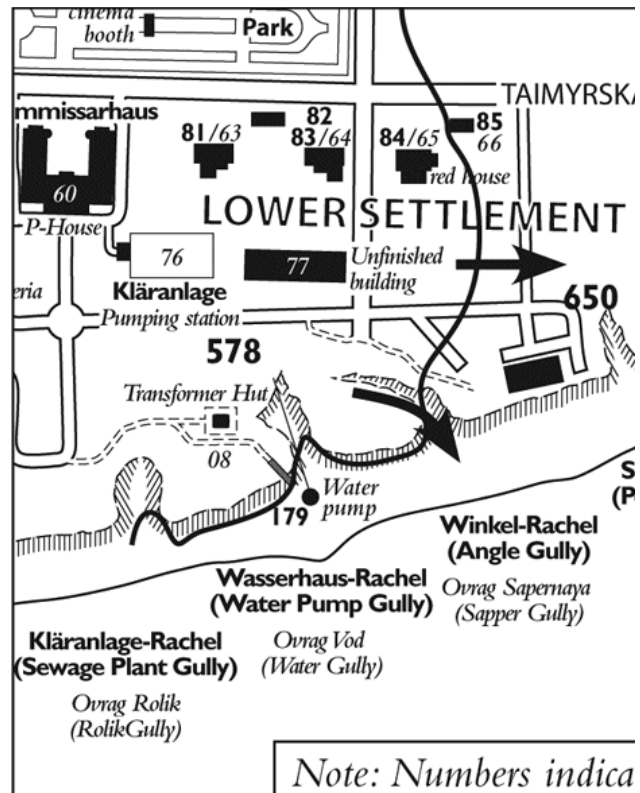 cinema
booth
Park
TAIMYRSKA
mmissarhaus
82
81/63
83/64
84/65
85
66
red house
60
P-House
LOWER SETTLEMENT
76
77
Unfinished
building
Kläranlage
eria
Pumping station
650
578
Transformer Hut
08
Water
pump
179
S
(P
Winkel-Rachel
(Angle Gully)
Ovrag Sapernaya
(Sapper Gully)
Wasserhaus-Rachel
(Water Pump Gully)
Ovrag Vod
(Water Gully)
Kläranlage-Rachel
(Sewage Plant Gully)
Ovrag Rolik
(RolikGully)
Note: Numbers indica